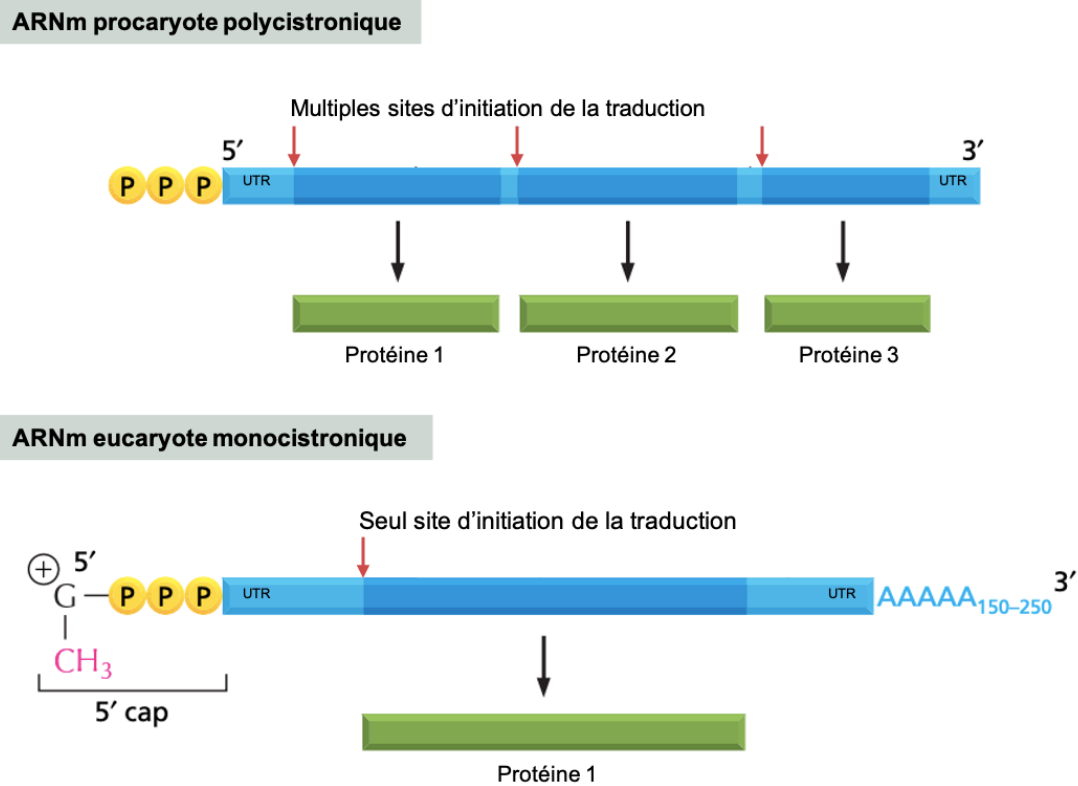 ARNm procaryote polycistronique
Multiples sites d’initiation de la traduction
5′ 3′
P P P UTR UTR
Protéine 1 Protéine 2 Protéine 3
ARNm eucaryote monocistronique
Seul site d’initiation de la traduction
+ 5′ 3′
G P P P UTR UTR AAAAA150–250
CH3
5′ cap
Protéine 1